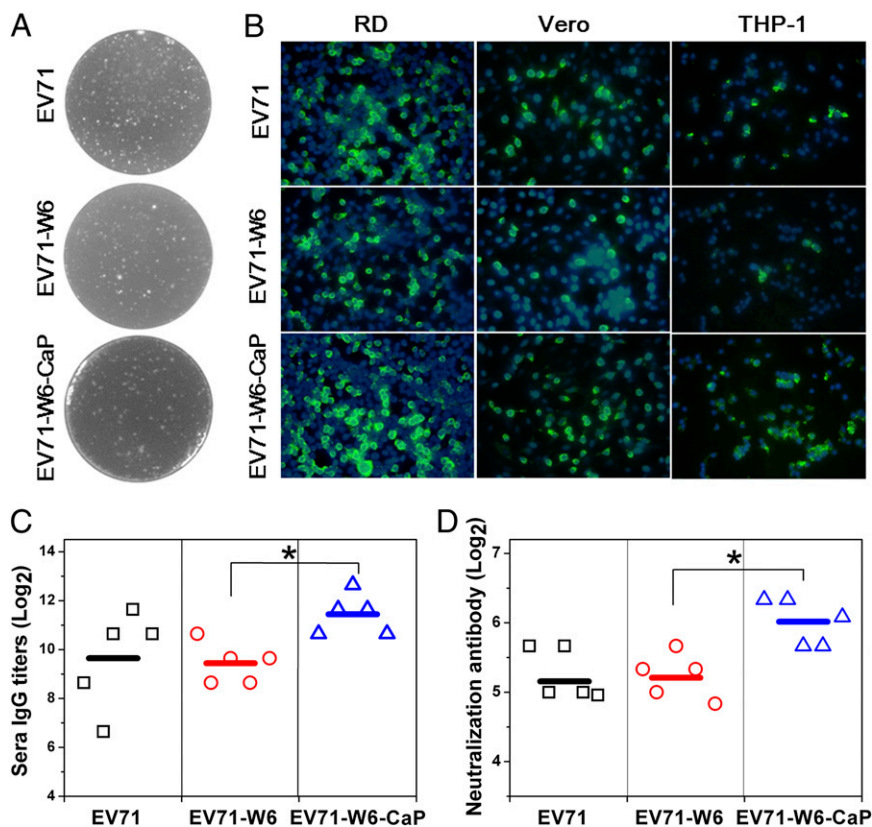 A
EV71
EV71-W6
EV71-W6-CaP
B
RD Vero THP-1
EV71
EV71-W6
EV71-W6-CaP
C
Sera IgG titers (Log2)
14
12
10
8
6
4
*
EV71 EV71-W6 EV71-W6-CaP
D
Neutralization antibody (Log2)
7
6
5
4
*
EV71 EV71-W6 EV71-W6-CaP